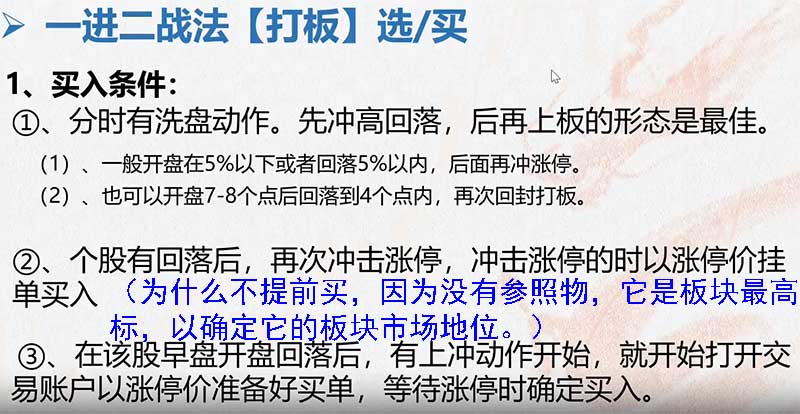 ➢ 一进二战法【打板】选/买
1、买入条件：
①、分时有洗盘动作。先冲高回落，后再上板的形态是最佳。
（1）、一般开盘在5%以下或者回落5%以内，后面再冲涨停。
（2）、也可以开盘7-8个点后回落到4个点内，再次回封打板。
②、个股有回落后，再次冲击涨停，冲击涨停的时以涨停价挂
单买入（为什么不提前买，因为没有参照物，它是板块最高
标，以确定它的板块市场地位。）
③、在该股早盘开盘回落后，有上冲动作开始，就开始打开交
易账户以涨停价准备好买单，等待涨停时确定买入。